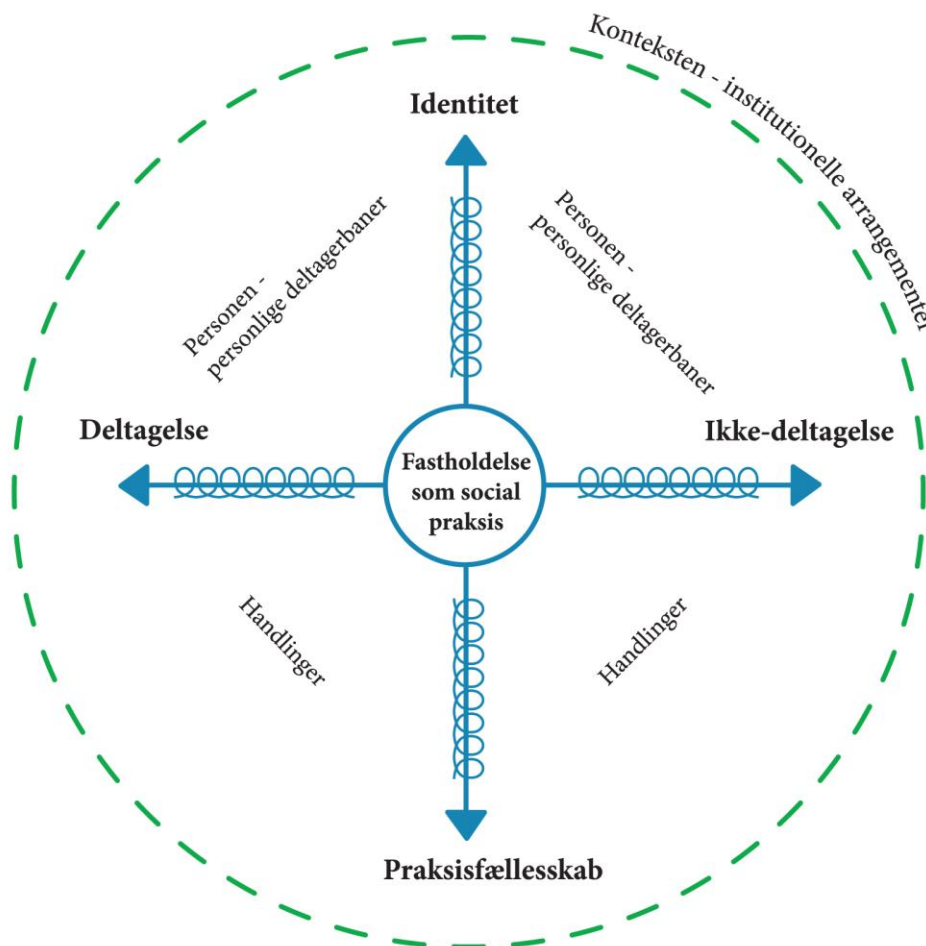 Konteksten - institutionelle arrangementer
Identitet
Personen -
personlige deltagerbaner
Personen -
personlige deltagerbaner
Deltagelse
Ikke-deltagelse
Fastholdelse
som social
praksis
Handlinger
Handlinger
Praksisfællesskab